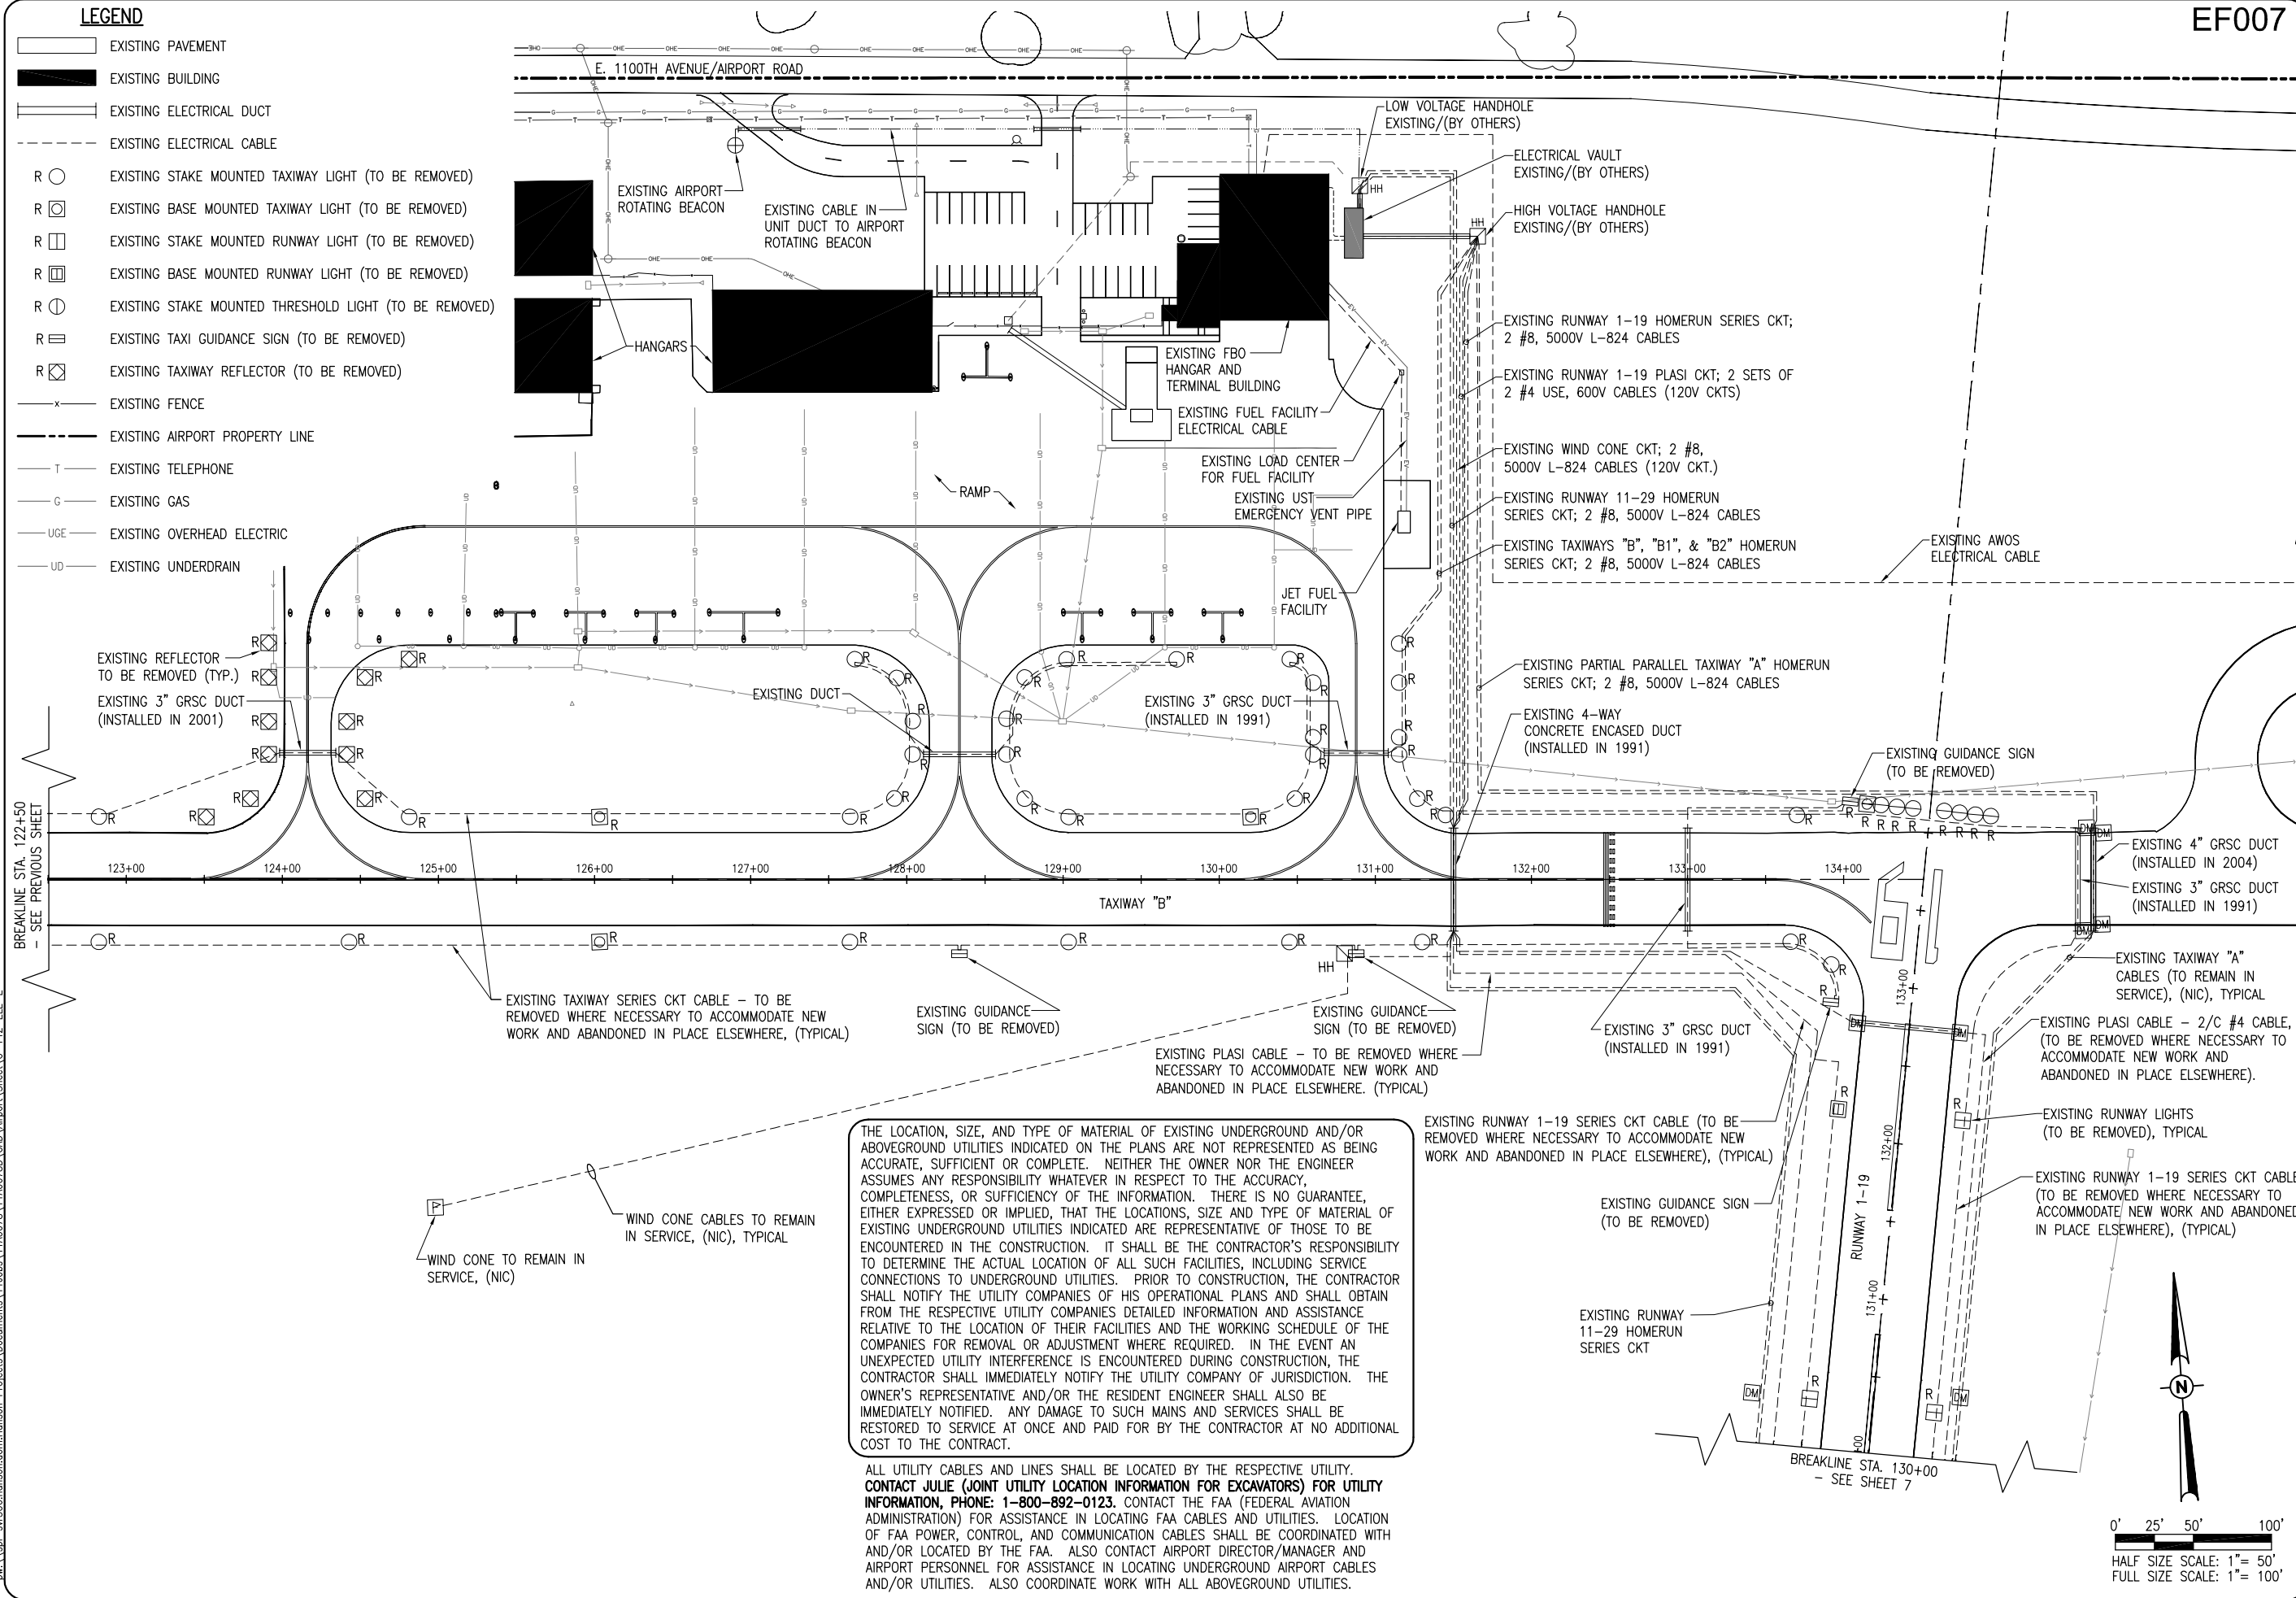 EF007
LEGEND
EXISTING PAVEMENT
EXISTING BUILDING
EXISTING ELECTRICAL DUCT
EXISTING ELECTRICAL CABLE
R EXISTING STAKE MOUNTED TAXIWAY LIGHT (TO BE REMOVED)
R EXISTING BASE MOUNTED TAXIWAY LIGHT (TO BE REMOVED)
R EXISTING STAKE MOUNTED RUNWAY LIGHT (TO BE REMOVED)
R EXISTING BASE MOUNTED RUNWAY LIGHT (TO BE REMOVED)
R EXISTING STAKE MOUNTED THRESHOLD LIGHT (TO BE REMOVED)
R EXISTING TAXI GUIDANCE SIGN (TO BE REMOVED)
R EXISTING TAXIWAY REFLECTOR (TO BE REMOVED)
x EXISTING FENCE
EXISTING AIRPORT PROPERTY LINE
T EXISTING TELEPHONE
G EXISTING GAS
UGE EXISTING OVERHEAD ELECTRIC
UD EXISTING UNDERDRAIN
E. 1100TH AVENUE/AIRPORT ROAD
EXISTING AIRPORT
ROTATING BEACON
EXISTING CABLE IN
UNIT DUCT TO AIRPORT
ROTATING BEACON
HANGARS
LOW VOLTAGE HANDHOLE
EXISTING/(BY OTHERS)
ELECTRICAL VAULT
EXISTING/(BY OTHERS)
HH
HIGH VOLTAGE HANDHOLE
EXISTING/(BY OTHERS)
HH
EXISTING RUNWAY 1-19 HOMERUN SERIES CKT;
2 #8, 5000V L-824 CABLES
EXISTING FBO
HANGAR AND
TERMINAL BUILDING
EXISTING RUNWAY 1-19 PLASI CKT; 2 SETS OF
2 #4 USE, 600V CABLES (120V CKTS)
EXISTING FUEL FACILITY
ELECTRICAL CABLE
EXISTING WIND CONE CKT; 2 #8,
5000V L-824 CABLES (120V CKT.)
EXISTING LOAD CENTER
FOR FUEL FACILITY
RAMP
EXISTING UST
EMERGENCY VENT PIPE
EXISTING RUNWAY 11-29 HOMERUN
SERIES CKT; 2 #8, 5000V L-824 CABLES
EXISTING TAXIWAYS "B", "B1", & "B2" HOMERUN
SERIES CKT; 2 #8, 5000V L-824 CABLES
EXISTING AWOS
ELECTRICAL CABLE
JET FUEL
FACILITY
EXISTING REFLECTOR
TO BE REMOVED (TYP.)
EXISTING 3" GRSC DUCT
(INSTALLED IN 2001)
EXISTING DUCT
EXISTING 3" GRSC DUCT
(INSTALLED IN 1991)
EXISTING PARTIAL PARALLEL TAXIWAY "A" HOMERUN
SERIES CKT; 2 #8, 5000V L-824 CABLES
EXISTING 4-WAY
CONCRETE ENCASED DUCT
(INSTALLED IN 1991)
EXISTING GUIDANCE SIGN
(TO BE REMOVED)
BREAKLINE STA. 122+50
- SEE PREVIOUS SHEET
123+00 124+00 125+00 126+00 127+00 128+00 129+00 130+00 131+00 132+00 133+00 134+00
TAXIWAY "B"
EXISTING 4" GRSC DUCT
(INSTALLED IN 2004)
EXISTING 3" GRSC DUCT
(INSTALLED IN 1991)
EXISTING TAXIWAY "A"
CABLES (TO REMAIN IN
SERVICE), (NIC), TYPICAL
HH
EXISTING TAXIWAY SERIES CKT CABLE - TO BE
REMOVED WHERE NECESSARY TO ACCOMMODATE NEW
WORK AND ABANDONED IN PLACE ELSEWHERE, (TYPICAL)
EXISTING GUIDANCE
SIGN (TO BE REMOVED)
EXISTING GUIDANCE
SIGN (TO BE REMOVED)
EXISTING 3" GRSC DUCT
(INSTALLED IN 1991)
EXISTING PLASI CABLE - 2/C #4 CABLE,
(TO BE REMOVED WHERE NECESSARY TO
ACCOMMODATE NEW WORK AND
ABANDONED IN PLACE ELSEWHERE).
EXISTING PLASI CABLE - TO BE REMOVED WHERE
NECESSARY TO ACCOMMODATE NEW WORK AND
ABANDONED IN PLACE ELSEWHERE. (TYPICAL)
EXISTING RUNWAY 1-19 SERIES CKT CABLE (TO BE
REMOVED WHERE NECESSARY TO ACCOMMODATE NEW
WORK AND ABANDONED IN PLACE ELSEWHERE), (TYPICAL)
EXISTING RUNWAY LIGHTS
(TO BE REMOVED), TYPICAL
EXISTING GUIDANCE SIGN
(TO BE REMOVED)
EXISTING RUNWAY 1-19 SERIES CKT CABLE
(TO BE REMOVED WHERE NECESSARY TO
ACCOMMODATE NEW WORK AND ABANDONED
IN PLACE ELSEWHERE), (TYPICAL)
133+00
132+00
131+00
RUNWAY 1-19
EXISTING RUNWAY
11-29 HOMERUN
SERIES CKT
WIND CONE CABLES TO REMAIN
IN SERVICE, (NIC), TYPICAL
WIND CONE TO REMAIN IN
SERVICE, (NIC)
THE LOCATION, SIZE, AND TYPE OF MATERIAL OF EXISTING UNDERGROUND AND/OR
ABOVEGROUND UTILITIES INDICATED ON THE PLANS ARE NOT REPRESENTED AS BEING
ACCURATE, SUFFICIENT OR COMPLETE. NEITHER THE OWNER NOR THE ENGINEER
ASSUMES ANY RESPONSIBILITY WHATEVER IN RESPECT TO THE ACCURACY,
COMPLETENESS, OR SUFFICIENCY OF THE INFORMATION. THERE IS NO GUARANTEE,
EITHER EXPRESSED OR IMPLIED, THAT THE LOCATIONS, SIZE AND TYPE OF MATERIAL OF
EXISTING UNDERGROUND UTILITIES INDICATED ARE REPRESENTATIVE OF THOSE TO BE
ENCOUNTERED IN THE CONSTRUCTION. IT SHALL BE THE CONTRACTOR'S RESPONSIBILITY
TO DETERMINE THE ACTUAL LOCATION OF ALL SUCH FACILITIES, INCLUDING SERVICE
CONNECTIONS TO UNDERGROUND UTILITIES. PRIOR TO CONSTRUCTION, THE CONTRACTOR
SHALL NOTIFY THE UTILITY COMPANIES OF HIS OPERATIONAL PLANS AND SHALL OBTAIN
FROM THE RESPECTIVE UTILITY COMPANIES DETAILED INFORMATION AND ASSISTANCE
RELATIVE TO THE LOCATION OF THEIR FACILITIES AND THE WORKING SCHEDULE OF THE
COMPANIES FOR REMOVAL OR ADJUSTMENT WHERE REQUIRED. IN THE EVENT AN
UNEXPECTED UTILITY INTERFERENCE IS ENCOUNTERED DURING CONSTRUCTION, THE
CONTRACTOR SHALL IMMEDIATELY NOTIFY THE UTILITY COMPANY OF JURISDICTION. THE
OWNER'S REPRESENTATIVE AND/OR THE RESIDENT ENGINEER SHALL ALSO BE
IMMEDIATELY NOTIFIED. ANY DAMAGE TO SUCH MAINS AND SERVICES SHALL BE
RESTORED TO SERVICE AT ONCE AND PAID FOR BY THE CONTRACTOR AT NO ADDITIONAL
COST TO THE CONTRACT.
ALL UTILITY CABLES AND LINES SHALL BE LOCATED BY THE RESPECTIVE UTILITY.
CONTACT JULIE (JOINT UTILITY LOCATION INFORMATION FOR EXCAVATORS) FOR UTILITY
INFORMATION, PHONE: 1-800-892-0123. CONTACT THE FAA (FEDERAL AVIATION
ADMINISTRATION) FOR ASSISTANCE IN LOCATING FAA CABLES AND UTILITIES. LOCATION
OF FAA POWER, CONTROL, AND COMMUNICATION CABLES SHALL BE COORDINATED WITH
AND/OR LOCATED BY THE FAA. ALSO CONTACT AIRPORT DIRECTOR/MANAGER AND
AIRPORT PERSONNEL FOR ASSISTANCE IN LOCATING UNDERGROUND AIRPORT CABLES
AND/OR UTILITIES. ALSO COORDINATE WORK WITH ALL ABOVEGROUND UTILITIES.
BREAKLINE STA. 130+00
- SEE SHEET 7
N
0' 25' 50' 100'
HALF SIZE SCALE: 1"= 50'
FULL SIZE SCALE: 1"= 100'